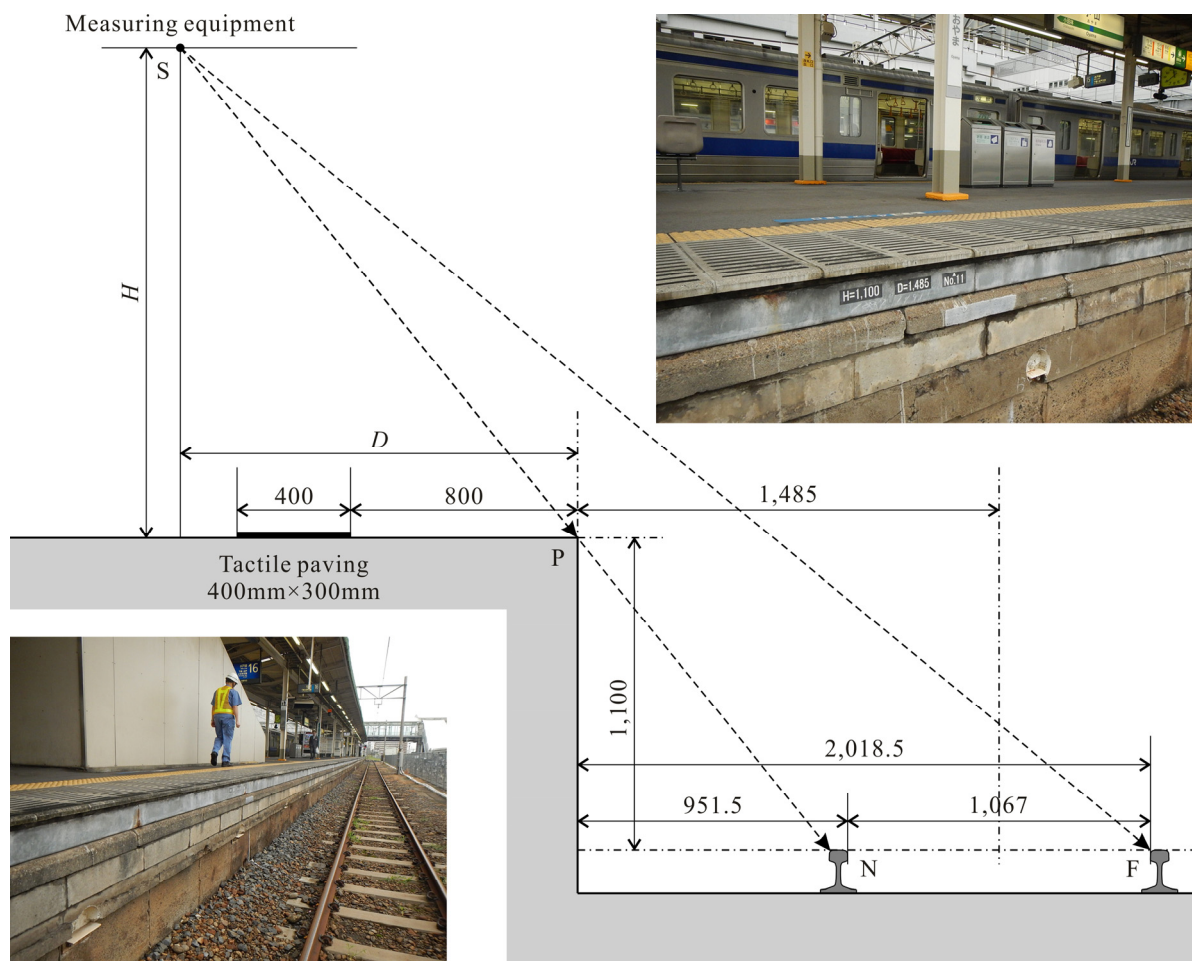 Measuring equipment
S
H
D
400
800
1,485
P
Tactile paving
400mm×300mm
1,100
2,018.5
951.5
1,067
N
F
おやま
H=1.100
D=1.485
No.11
16